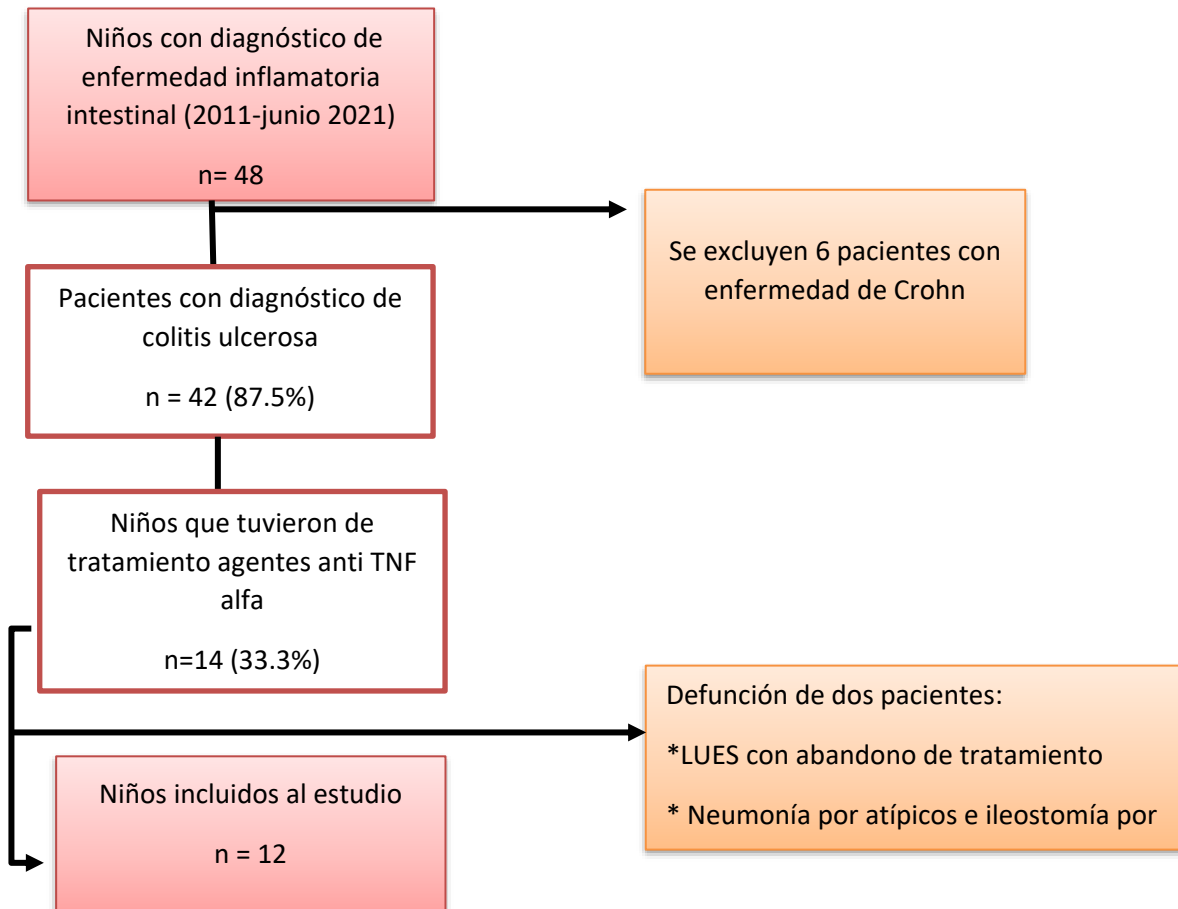 Niños con diagnóstico de
enfermedad inflamatoria
intestinal (2011-junio 2021)
n= 48
Se excluyen 6 pacientes con
enfermedad de Crohn
Pacientes con diagnóstico de
colitis ulcerosa
n = 42 (87.5%)
Niños que tuvieron de
tratamiento agentes anti TNF
alfa
n=14 (33.3%)
Defunción de dos pacientes:
*LUES con abandono de tratamiento
* Neumonía por atípicos e ileostomía por
Niños incluidos al estudio
n = 12